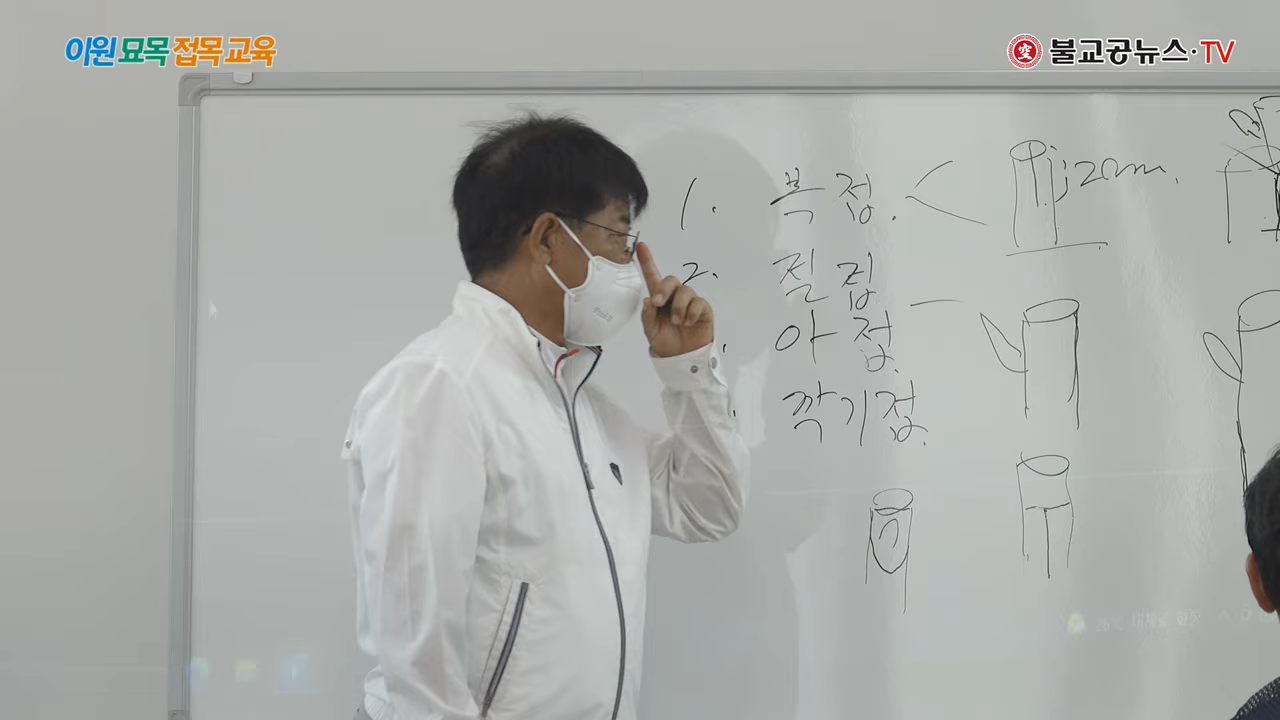 이원 묘목 접목 교육
불교공뉴스·TV
1. 복접. 2cm.
2. 절접
아접.
깍기접.